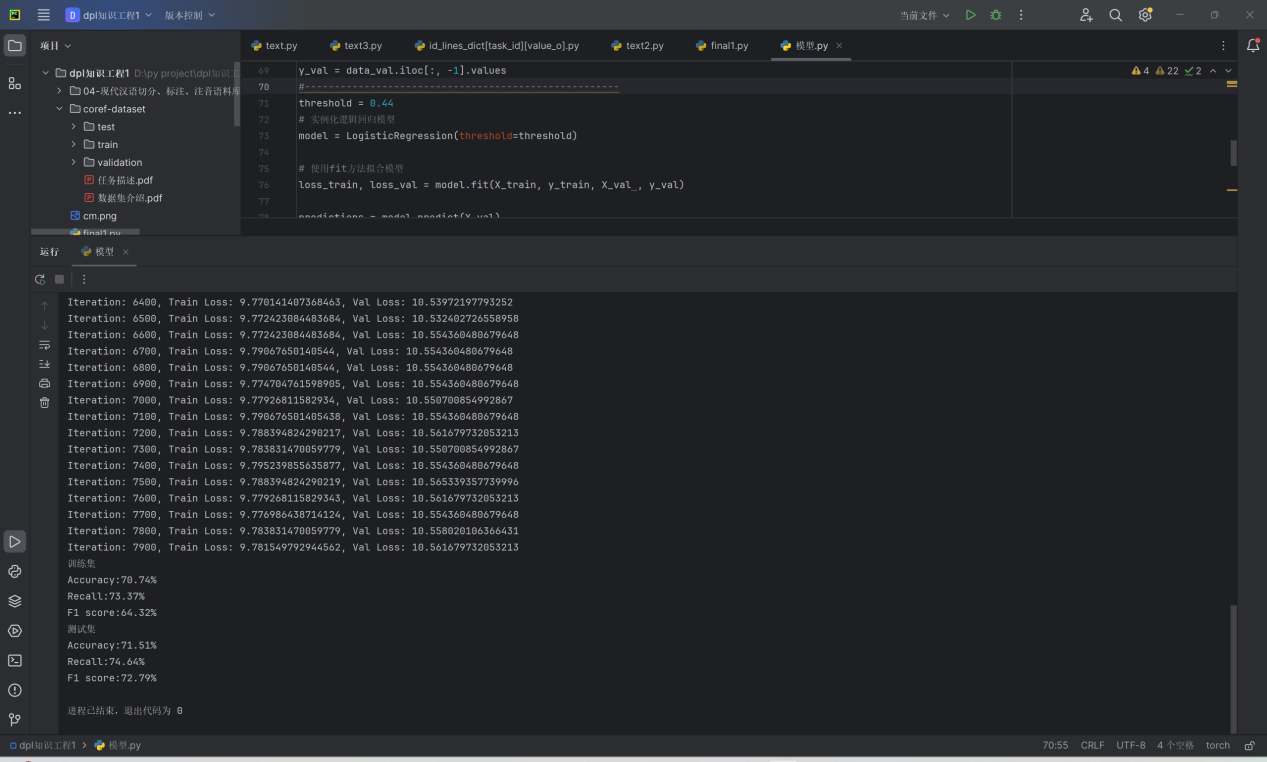 D dpl知识工程1 版本控制 当前文件
项目
text.py text3.py id_lines_dict[task_id][value_o].py text2.py final1.py 模型.py
dpl知识工程1 D:\py project\dpl知识工
04-现代汉语切分、标注、注音语料库
coref-dataset
test
train
validation
任务描述.pdf
数据集介绍.pdf
cm.png
final1.py
4 22 2
69 y_val = data_val.iloc[:, -1].values
70 #-----------------------------------------------------
71 threshold = 0.44
72 # 实例化逻辑回归模型
73 model = LogisticRegression(threshold=threshold)
74
75 # 使用fit方法拟合模型
76 loss_train, loss_val = model.fit(X_train, y_train, X_val_, y_val)
77
78 predictions = model.predict(X_val)
运行 模型
Iteration: 6400, Train Loss: 9.770141407368463, Val Loss: 10.53972197793252
Iteration: 6500, Train Loss: 9.772423084483684, Val Loss: 10.532402726558958
Iteration: 6600, Train Loss: 9.772423084483684, Val Loss: 10.554360480679648
Iteration: 6700, Train Loss: 9.79067650140544, Val Loss: 10.554360480679648
Iteration: 6800, Train Loss: 9.79067650140544, Val Loss: 10.554360480679648
Iteration: 6900, Train Loss: 9.774704761598905, Val Loss: 10.554360480679648
Iteration: 7000, Train Loss: 9.77926811582934, Val Loss: 10.550700854992867
Iteration: 7100, Train Loss: 9.790676501405438, Val Loss: 10.554360480679648
Iteration: 7200, Train Loss: 9.788394824290217, Val Loss: 10.561679732053213
Iteration: 7300, Train Loss: 9.783831470059779, Val Loss: 10.550700854992867
Iteration: 7400, Train Loss: 9.795239855635877, Val Loss: 10.554360480679648
Iteration: 7500, Train Loss: 9.788394824290219, Val Loss: 10.565339357739996
Iteration: 7600, Train Loss: 9.779268115829343, Val Loss: 10.561679732053213
Iteration: 7700, Train Loss: 9.776986438714124, Val Loss: 10.554360480679648
Iteration: 7800, Train Loss: 9.783831470059779, Val Loss: 10.558020106366431
Iteration: 7900, Train Loss: 9.781549792944562, Val Loss: 10.561679732053213
训练集
Accuracy:70.74%
Recall:73.37%
F1 score:64.32%
测试集
Accuracy:71.51%
Recall:74.64%
F1 score:72.79%
进程已结束，退出代码为 0
dpl知识工程1 模型.py 70:55 CRLF UTF-8 4 个空格 torch